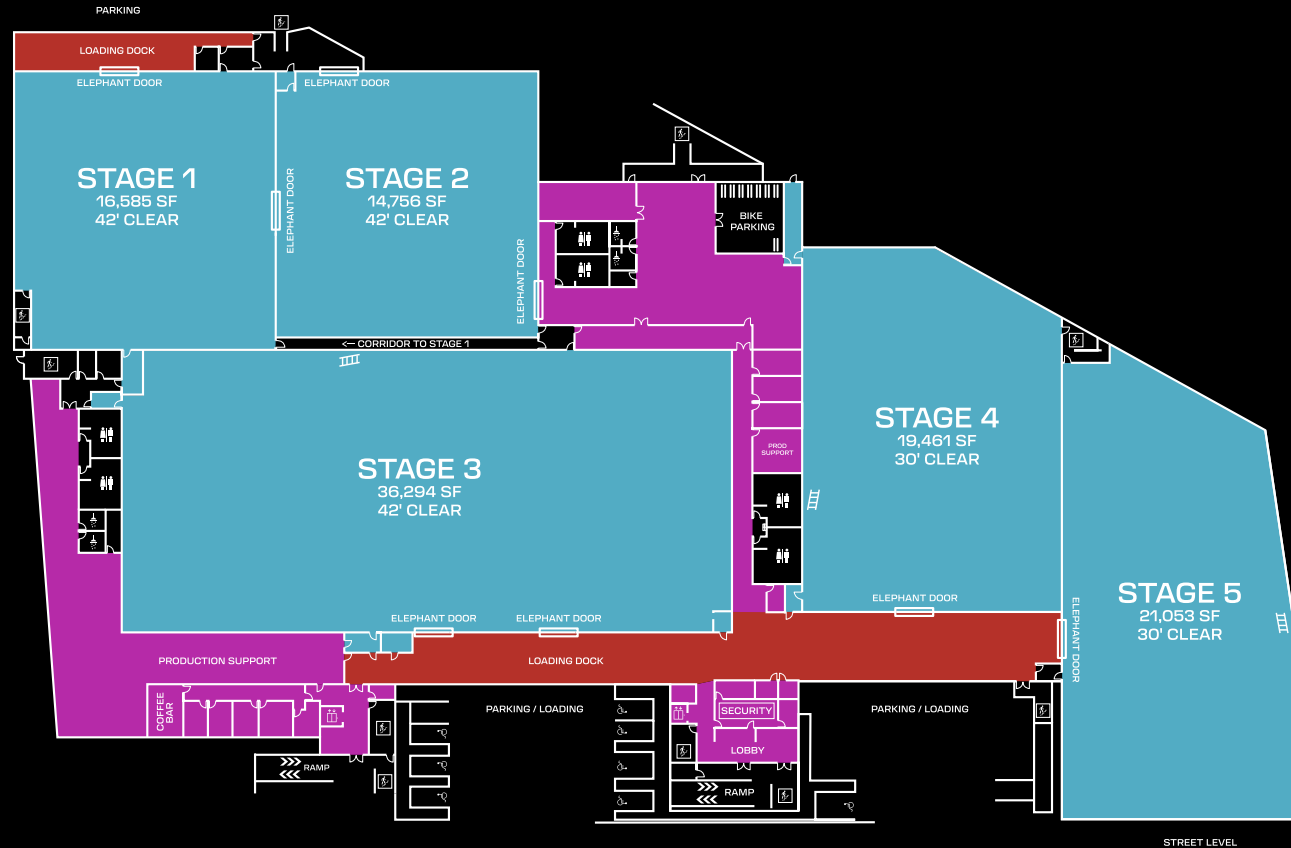 PARKING
LOADING DOCK
ELEPHANT DOOR
ELEPHANT DOOR
STAGE 1
16,585 SF
42' CLEAR
ELEPHANT DOOR
STAGE 2
14,756 SF
42' CLEAR
ELEPHANT DOOR
BIKE
PARKING
← CORRIDOR TO STAGE 1
STAGE 3
36,294 SF
42' CLEAR
PROD
SUPPORT
STAGE 4
19,461 SF
30' CLEAR
STAGE 5
21,053 SF
30' CLEAR
ELEPHANT DOOR
ELEPHANT DOOR
ELEPHANT DOOR
ELEPHANT DOOR
PRODUCTION SUPPORT
LOADING DOCK
COFFEE
BAR
PARKING / LOADING
SECURITY
PARKING / LOADING
LOBBY
RAMP
RAMP
STREET LEVEL